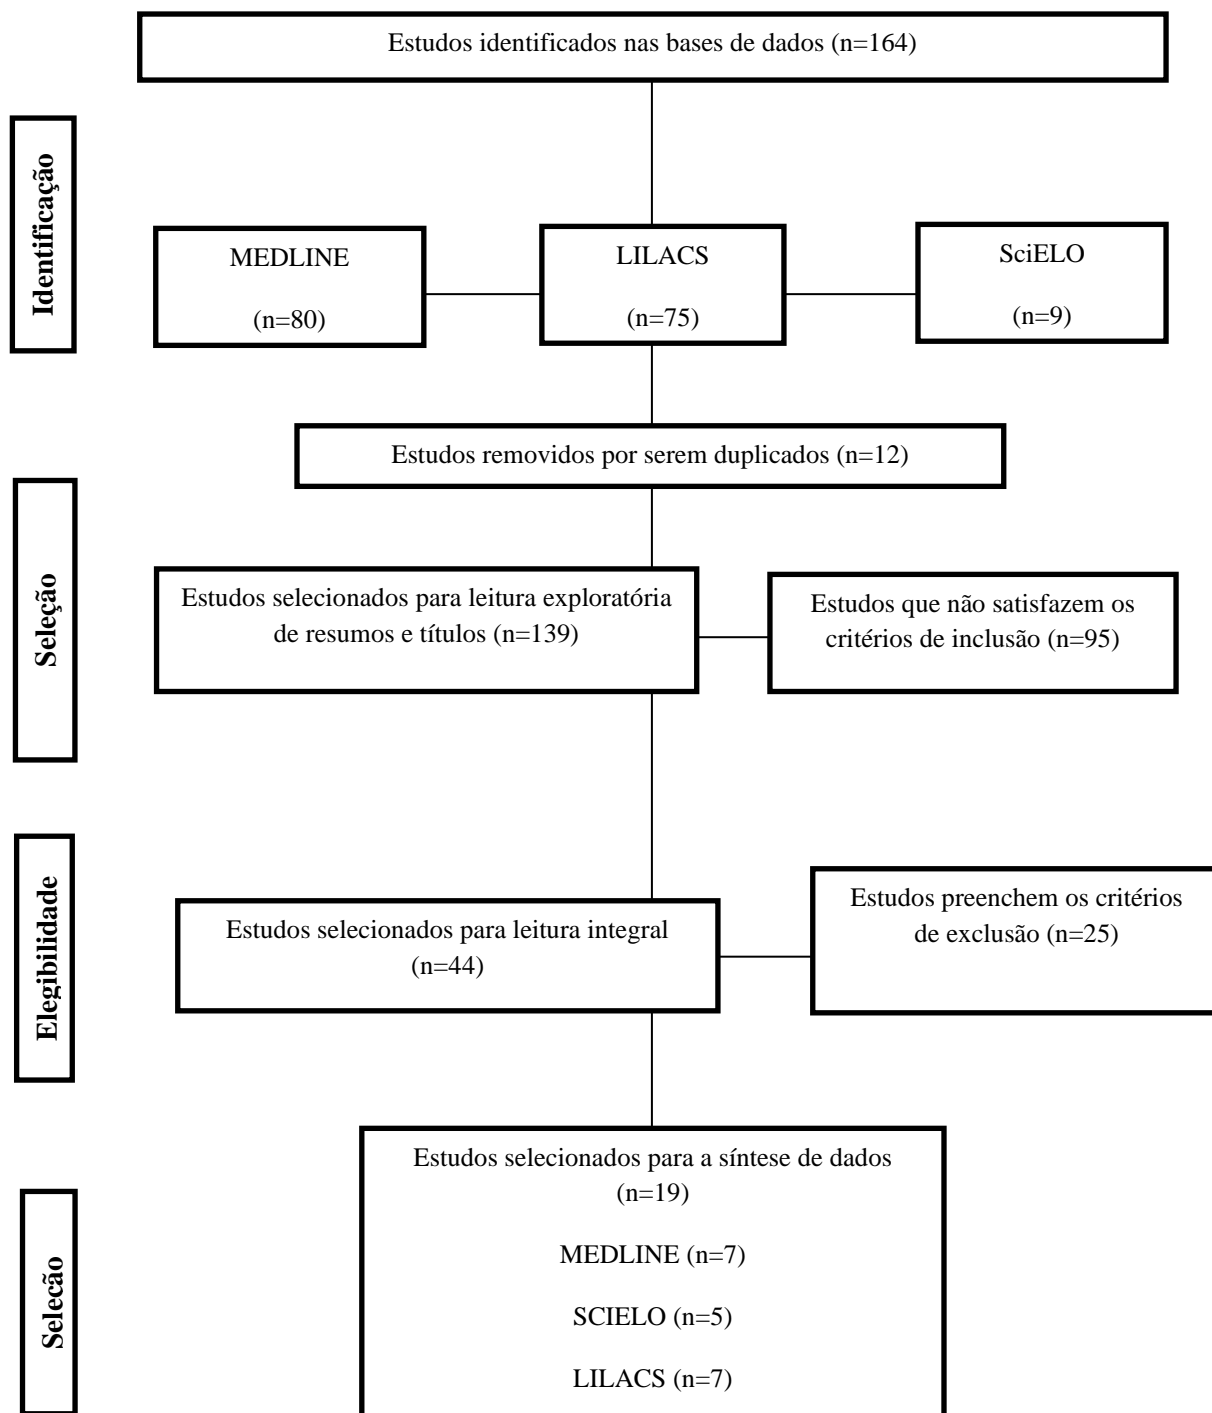 Estudos identificados nas bases de dados (n=164)
Identificação
MEDLINE
(n=80)
LILACS
(n=75)
SciELO
(n=9)
Estudos removidos por serem duplicados (n=12)
Seleção
Estudos selecionados para leitura exploratória
de resumos e títulos (n=139)
Estudos que não satisfazem os
critérios de inclusão (n=95)
Elegibilidade
Estudos selecionados para leitura integral
(n=44)
Estudos preenchem os critérios
de exclusão (n=25)
Seleção
Estudos selecionados para a síntese de dados
(n=19)
MEDLINE (n=7)
SCIELO (n=5)
LILACS (n=7)